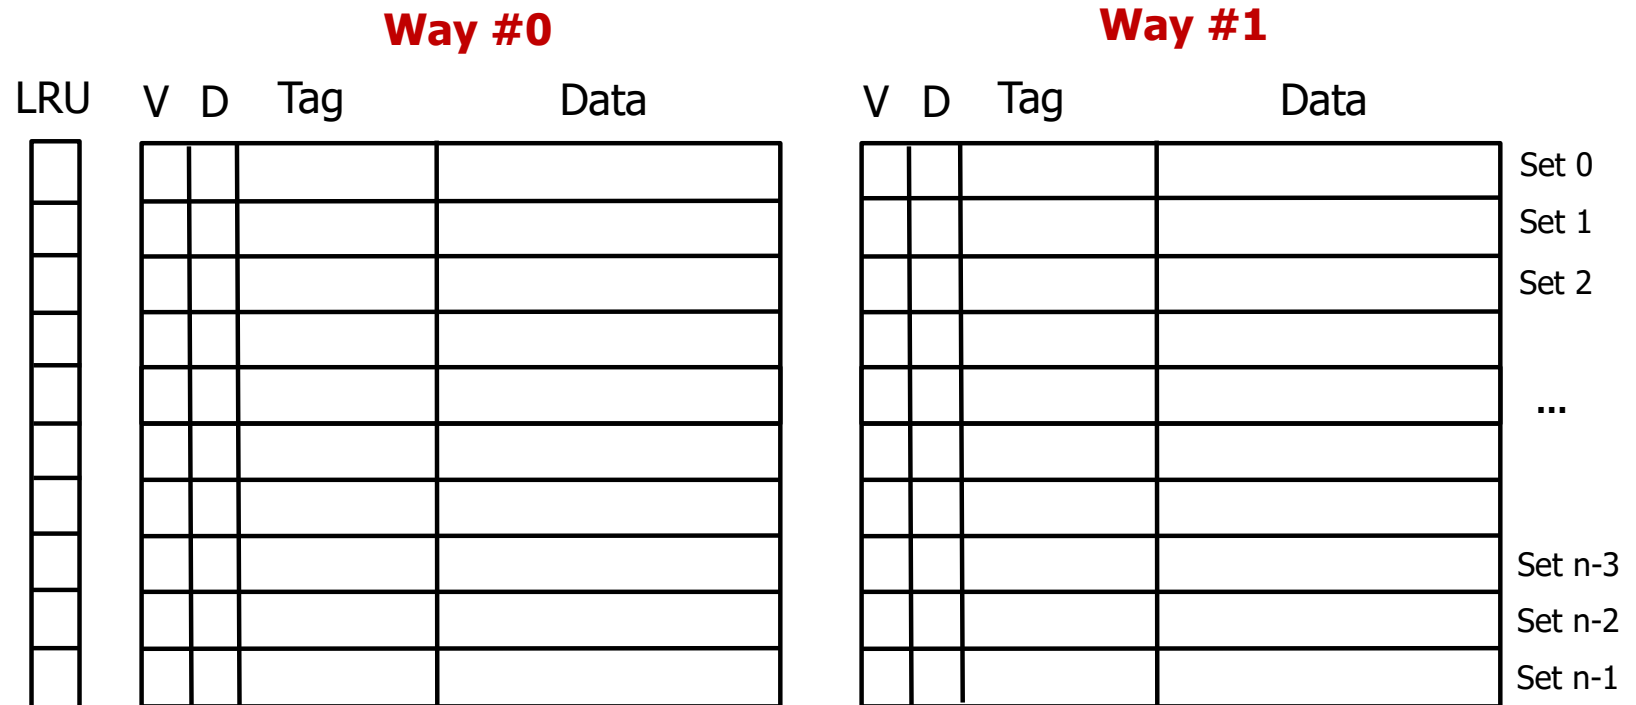 Way #0 Way #1
LRU V D Tag Data V D Tag Data
Set 0
Set 1
Set 2
...
Set n-3
Set n-2
Set n-1